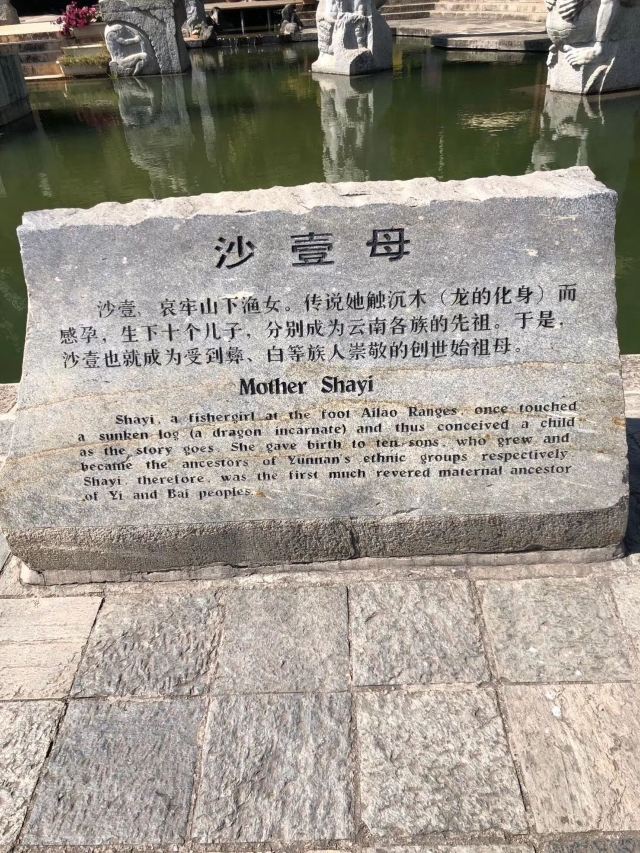 沙壹母
沙壹，哀牢山下渔女。传说她触沉木（龙的化身）而
感孕，生下十个儿子，分别成为云南各族的先祖。于是，
沙壹也就成为受到彝、白等族人崇敬的创世始祖母。
Mother Shayi
Shayi, a fishergirl at the foot Ailao Ranges, once touched
a sunken log (a dragon incarnate) and thus conceived a child
as the story goes. She gave birth to ten sons, who grew and
became the ancestors of Yunnan's ethnic groups respectively
Shayi, therefore, was the first much revered maternal ancestor
of Yi and Bai peoples.